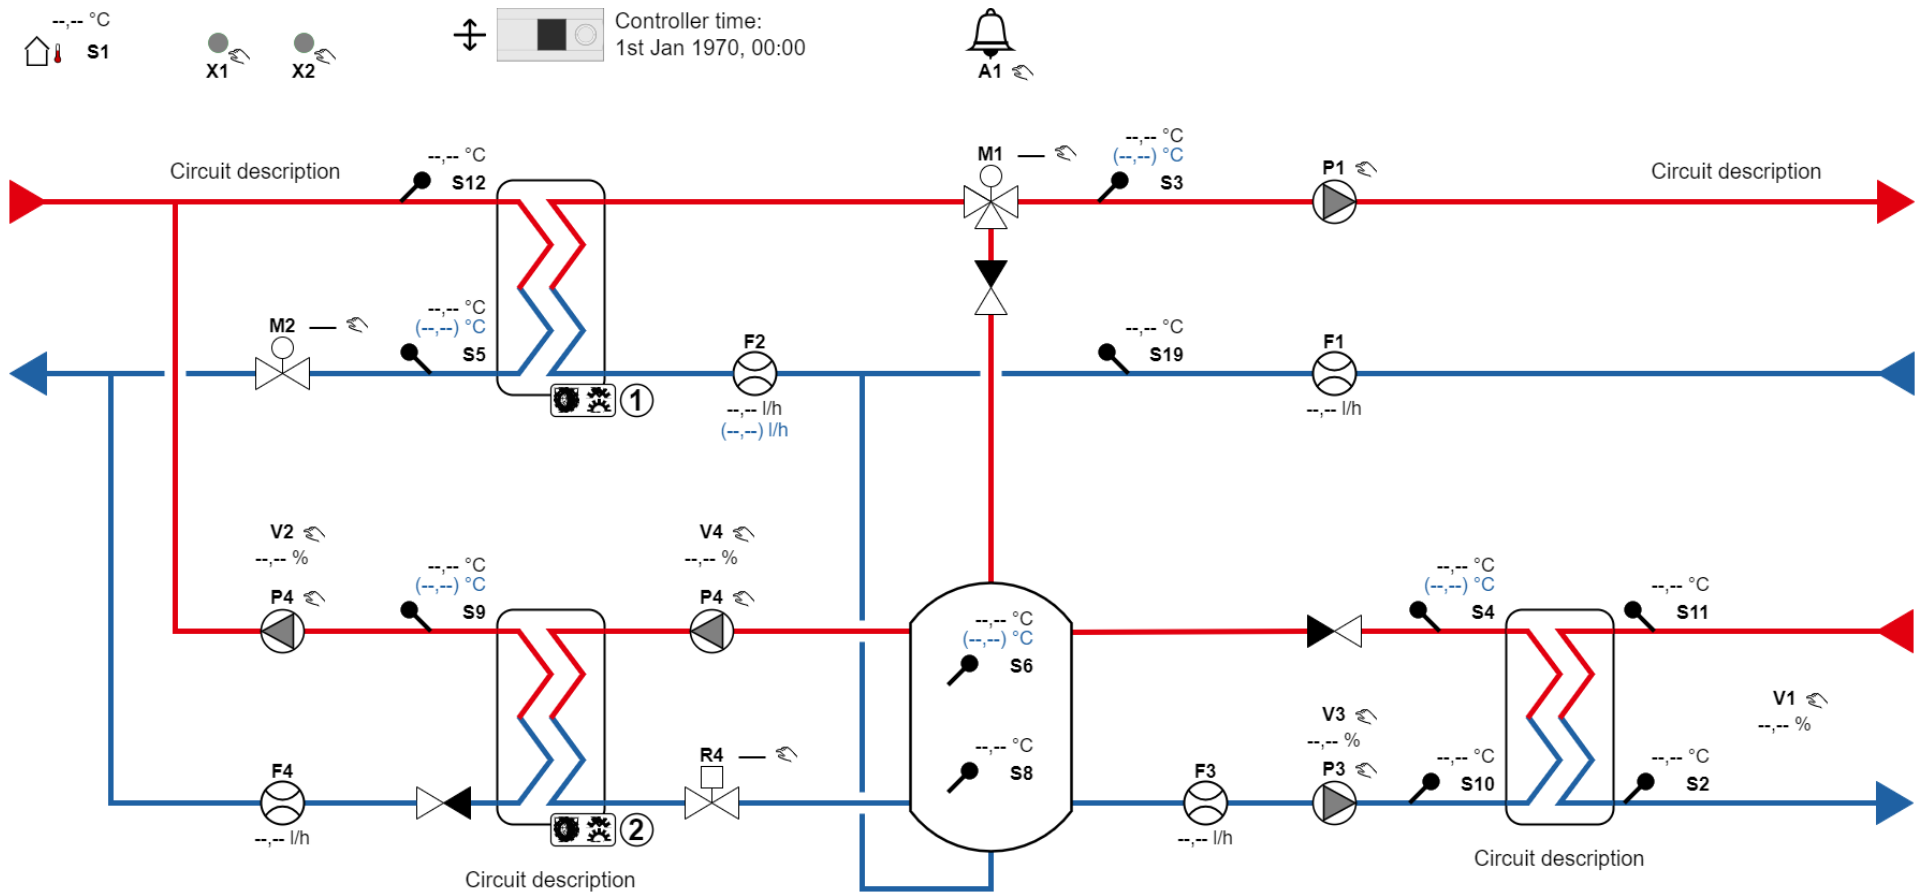 --,-- °C
S1
X1
X2
Controller time:
1st Jan 1970, 00:00
A1
Circuit description
--,-- °C
S12
M1
--,-- °C
(--,--) °C
S3
P1
Circuit description
M2
--,-- °C
(--,--) °C
S5
1
F2
--,-- l/h
(--,--) l/h
--,-- °C
S19
F1
--,-- l/h
V2
--,-- %
P4
--,-- °C
(--,--) °C
S9
V4
--,-- %
P4
--,-- °C
(--,--) °C
S6
--,-- °C
(--,--) °C
S4
--,-- °C
S11
F4
--,-- l/h
2
R4
--,-- °C
S8
F3
--,-- l/h
V3
--,-- %
P3
--,-- °C
S10
--,-- °C
S2
V1
--,-- %
Circuit description
Circuit description